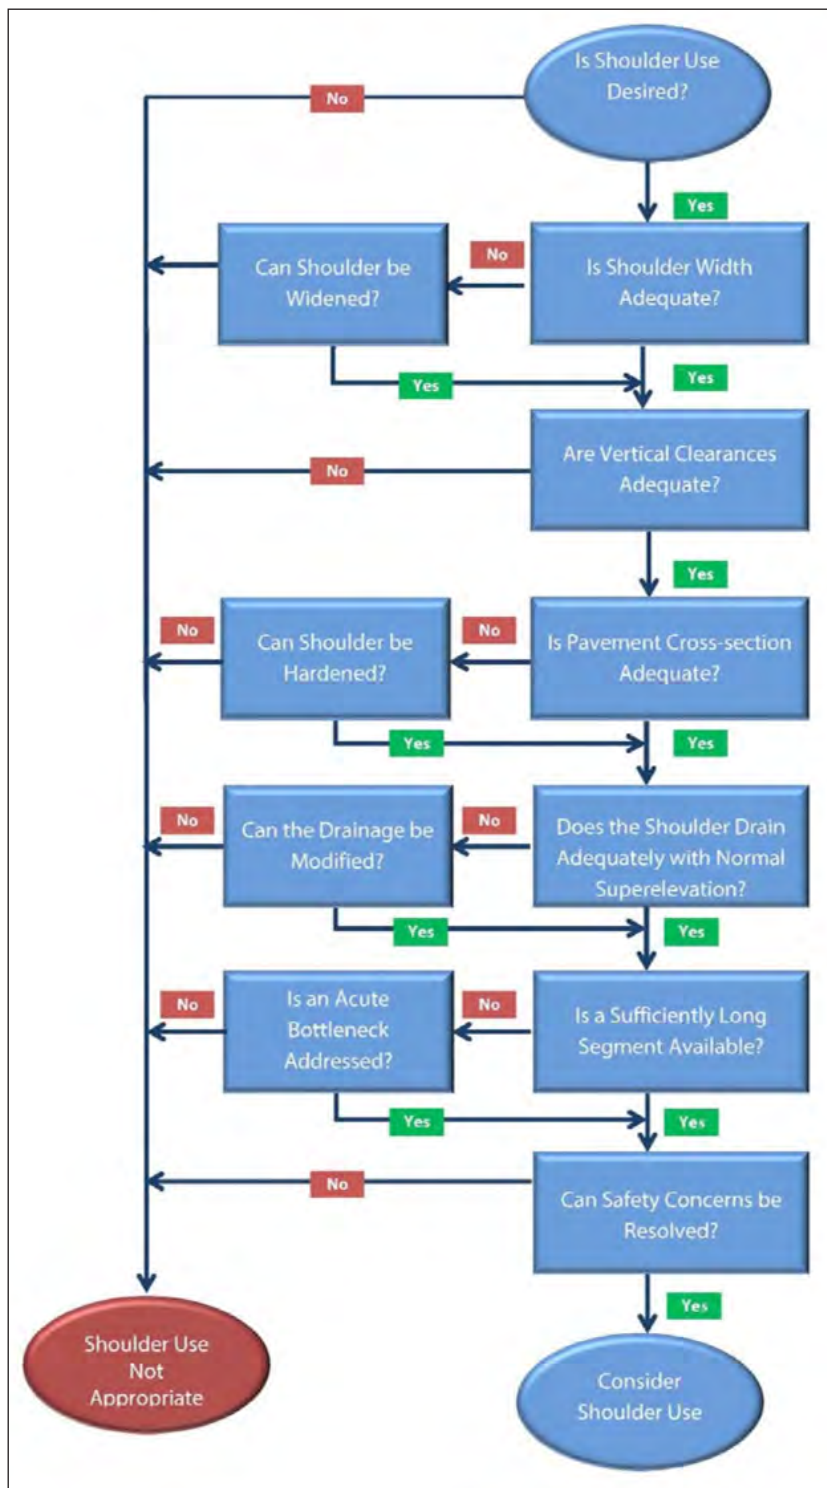 Is Shoulder Use
Desired?
No
Yes
Can Shoulder be
Widened?
No
Is Shoulder Width
Adequate?
Yes
Yes
Are Vertical Clearances
Adequate?
No
Yes
No
Can Shoulder be
Hardened?
No
Is Pavement Cross-section
Adequate?
Yes
Yes
No
Can the Drainage be
Modified?
No
Does the Shoulder Drain
Adequately with Normal
Superelevation?
Yes
Yes
No
Is an Acute
Bottleneck
Addressed?
No
Is a Sufficiently Long
Segment Available?
Yes
Yes
No
Can Safety Concerns be
Resolved?
Yes
Shoulder Use
Not
Appropriate
Consider
Shoulder Use